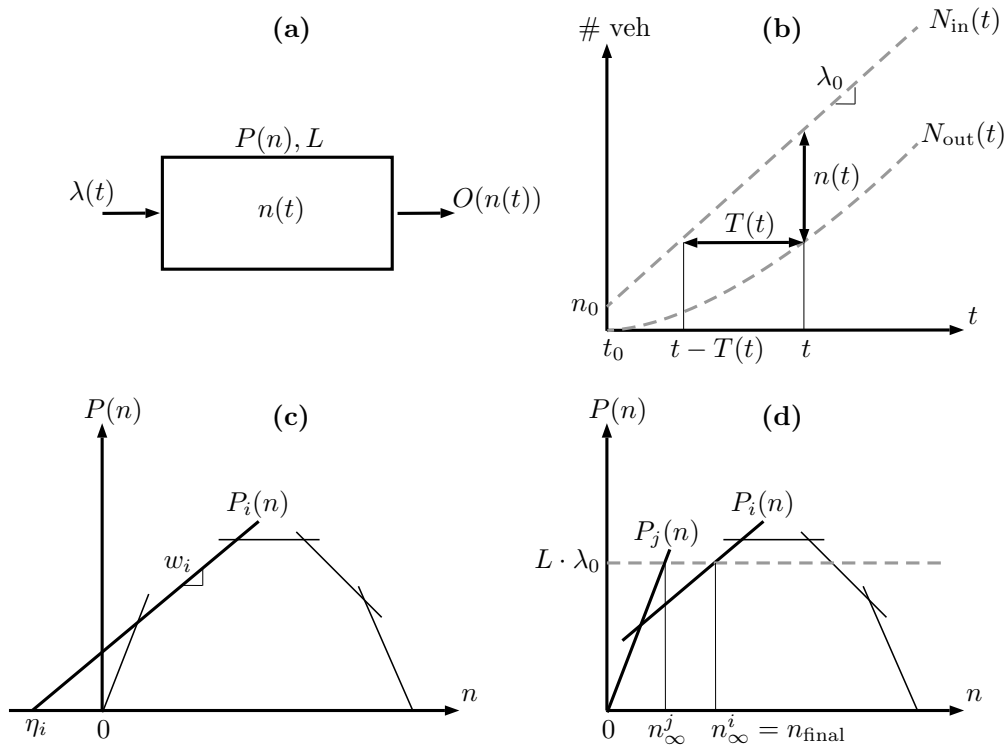 (a)
P(n), L
λ(t)
n(t)
O(n(t))
(b)
# veh
N_in(t)
λ_0
N_out(t)
n(t)
T(t)
n_0
t
t_0
t − T(t)
t
(c)
P(n)
P_i(n)
w_i
n
η_i
0
(d)
P(n)
P_i(n)
P_j(n)
L · λ_0
n
0
n_∞^j
n_∞^i = n_final